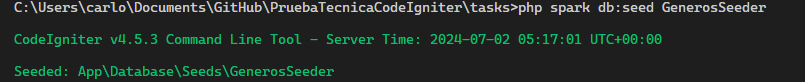 C:\Users\carlo\Documents\GitHub\PruebaTecnicaCodeIgniter\tasks>php spark db:seed GenerosSeeder
CodeIgniter v4.5.3 Command Line Tool - Server Time: 2024-07-02 05:17:01 UTC+00:00
Seeded: App\Database\Seeds\GenerosSeeder